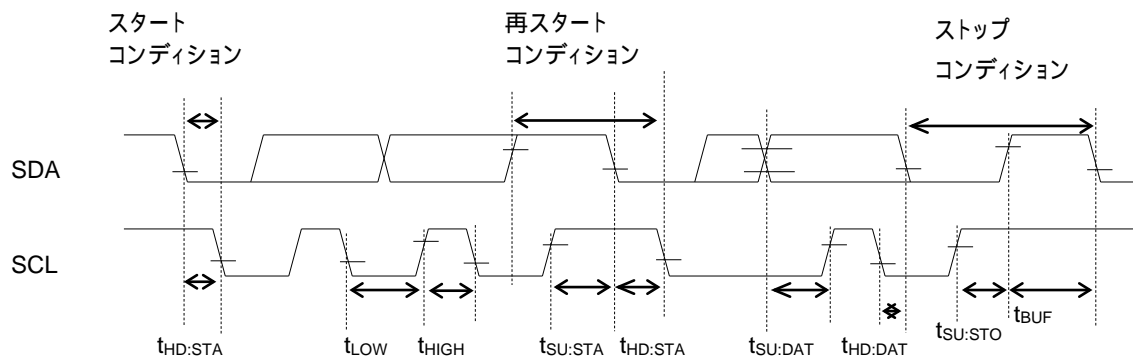 スタート
コンディション
再スタート
コンディション
ストップ
コンディション
SDA
SCL
tHD:STA
tLOW
tHIGH
tSU:STA
tHD:STA
tSU:DAT
tHD:DAT
tSU:STO
tBUF